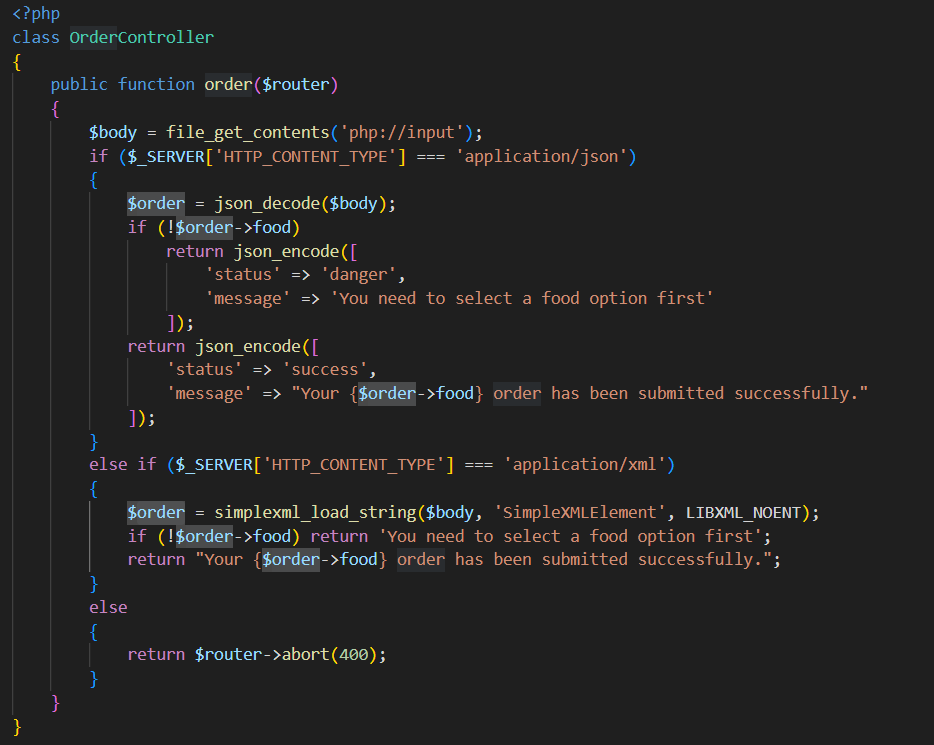 <?php
class OrderController
{
    public function order($router)
    {
        $body = file_get_contents('php://input');
        if ($_SERVER['HTTP_CONTENT_TYPE'] === 'application/json')
        {
            $order = json_decode($body);
            if (!$order->food)
                return json_encode([
                    'status' => 'danger',
                    'message' => 'You need to select a food option first'
                ]);
            return json_encode([
                'status' => 'success',
                'message' => "Your {$order->food} order has been submitted successfully."
            ]);
        }
        else if ($_SERVER['HTTP_CONTENT_TYPE'] === 'application/xml')
        {
            $order = simplexml_load_string($body, 'SimpleXMLElement', LIBXML_NOENT);
            if (!$order->food) return 'You need to select a food option first';
            return "Your {$order->food} order has been submitted successfully.";
        }
        else
        {
            return $router->abort(400);
        }
    }
}